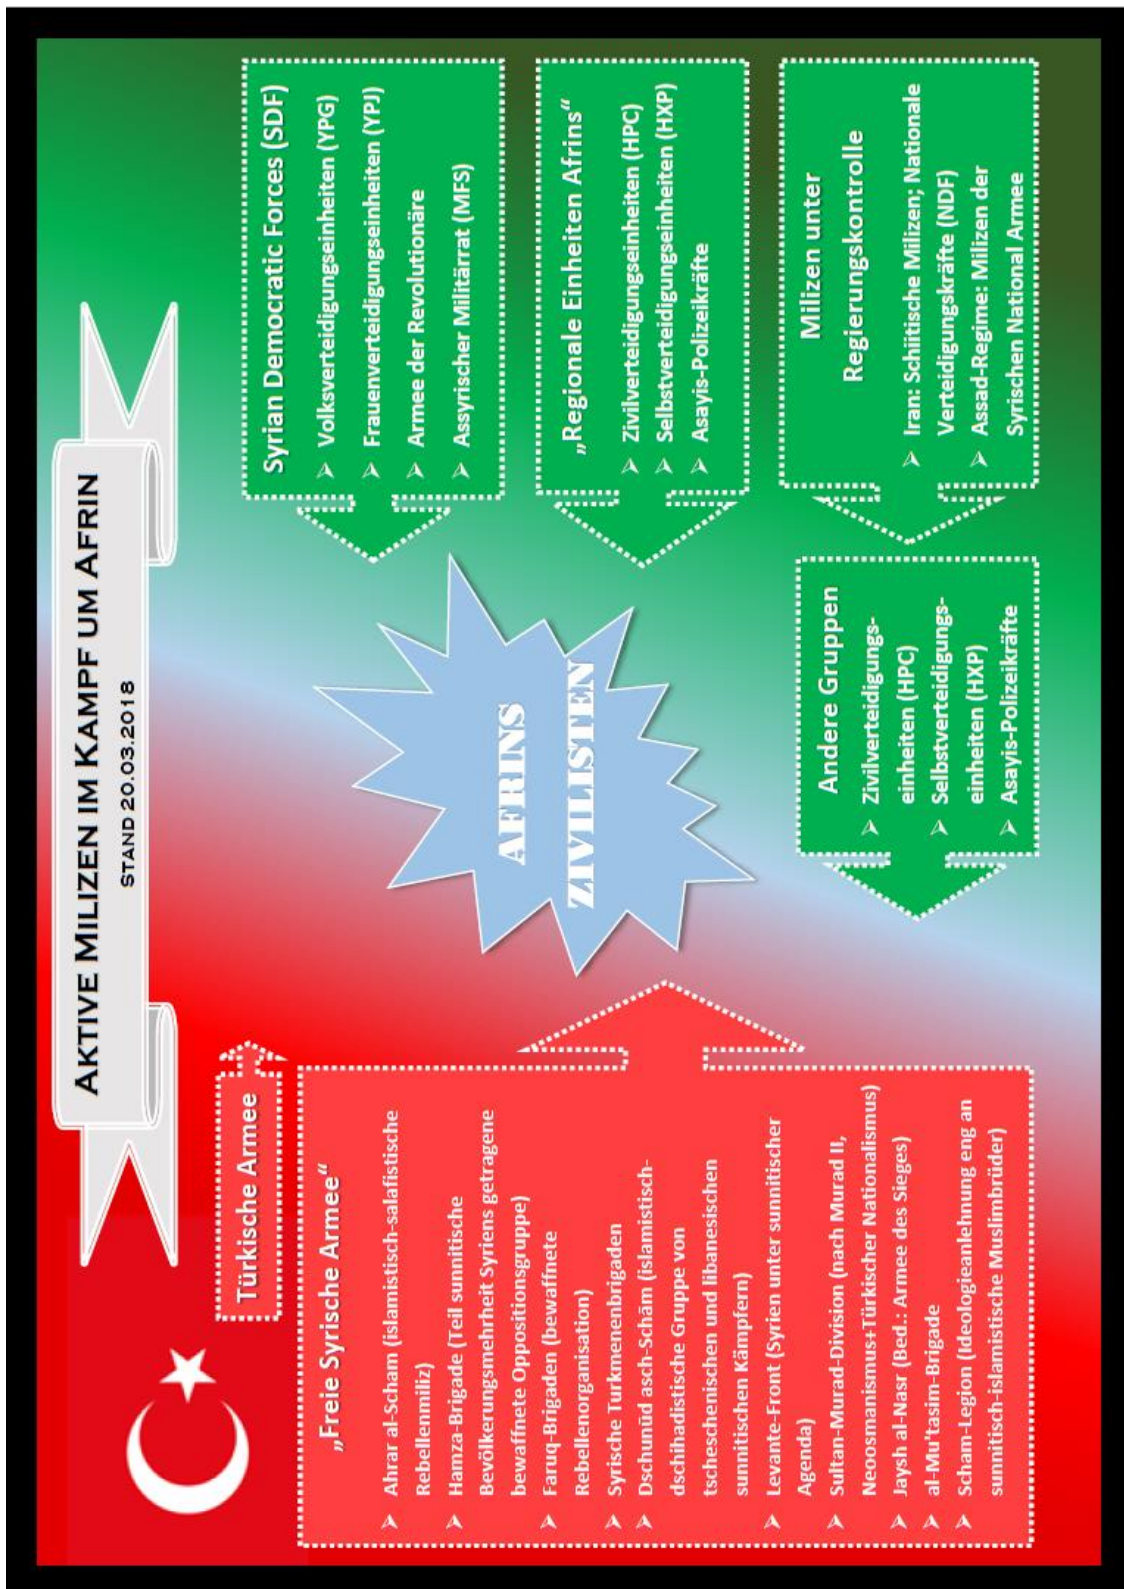 AKTIVE MILIZEN IM KAMPF UM AFRIN
STAND 20.03.2018
Türkische Armee
„Freie Syrische Armee“
➢ Ahrar al-Scham (islamistisch-salafistische
Rebellenmiliz)
➢ Hamza-Brigade (Teil sunnitische
Bevölkerungsmehrheit Syriens getragene
bewaffnete Oppositionsgruppe)
➢ Faruq-Brigaden (bewaffnete
Rebellenorganisation)
➢ Syrische Turkmenenbrigaden
➢ Dschunūd asch-Schām (islamistisch-
dschihadistische Gruppe von
tschetschenischen und libanesischen
sunnitischen Kämpfern)
➢ Levante-Front (Syrien unter sunnitischer
Agenda)
➢ Sultan-Murad-Division (nach Murad II,
Neoosmanismus+Türkischer Nationalismus)
➢ Jaysh al-Nasr (Bed.: Armee des Sieges)
➢ al-Mu'tasim-Brigade
➢ Scham-Legion (Ideologieanlehnung eng an
sunnitisch-islamistische Muslimbrüder)
AFRINS
ZIVILISTEN
Syrian Democratic Forces (SDF)
➢ Volksverteidigungseinheiten (YPG)
➢ Frauenverteidigungseinheiten (YPJ)
➢ Armee der Revolutionäre
➢ Assyrischer Militärrat (MFS)
„Regionale Einheiten Afrins“
➢ Zivilverteidigungseinheiten (HPC)
➢ Selbstverteidigungseinheiten (HXP)
➢ Asayis-Polizeikräfte
Andere Gruppen
➢ Zivilverteidigungs-
einheiten (HPC)
➢ Selbstverteidigungs-
einheiten (HXP)
➢ Asayis-Polizeikräfte
Milizen unter
Regierungskontrolle
➢ Iran: Schiitische Milizen; Nationale
Verteidigungskräfte (NDF)
➢ Assad-Regime: Milizen der
Syrischen National Armee